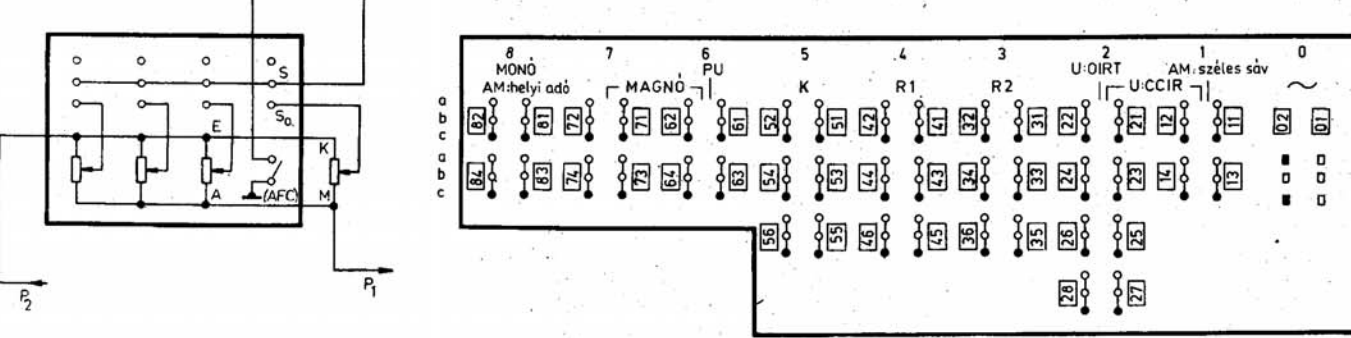 S
S₀
E
K
A
(AFC)
M
P₂
P₁
8 7 6 5 4 3 2 1 0
MONÓ PU U:OIRT AM:széles sáv
AM:helyi adó MAGNÓ K R1 R2 U:CCIR ~
a
b
c
82 81 72 71 62 61 52 51 42 41 32 31 22 21 12 11 02 01
a
b
c
84 83 74 73 64 63 54 53 44 43 34 33 24 23 14 13
56 55 46 45 36 35 26 25
28 27